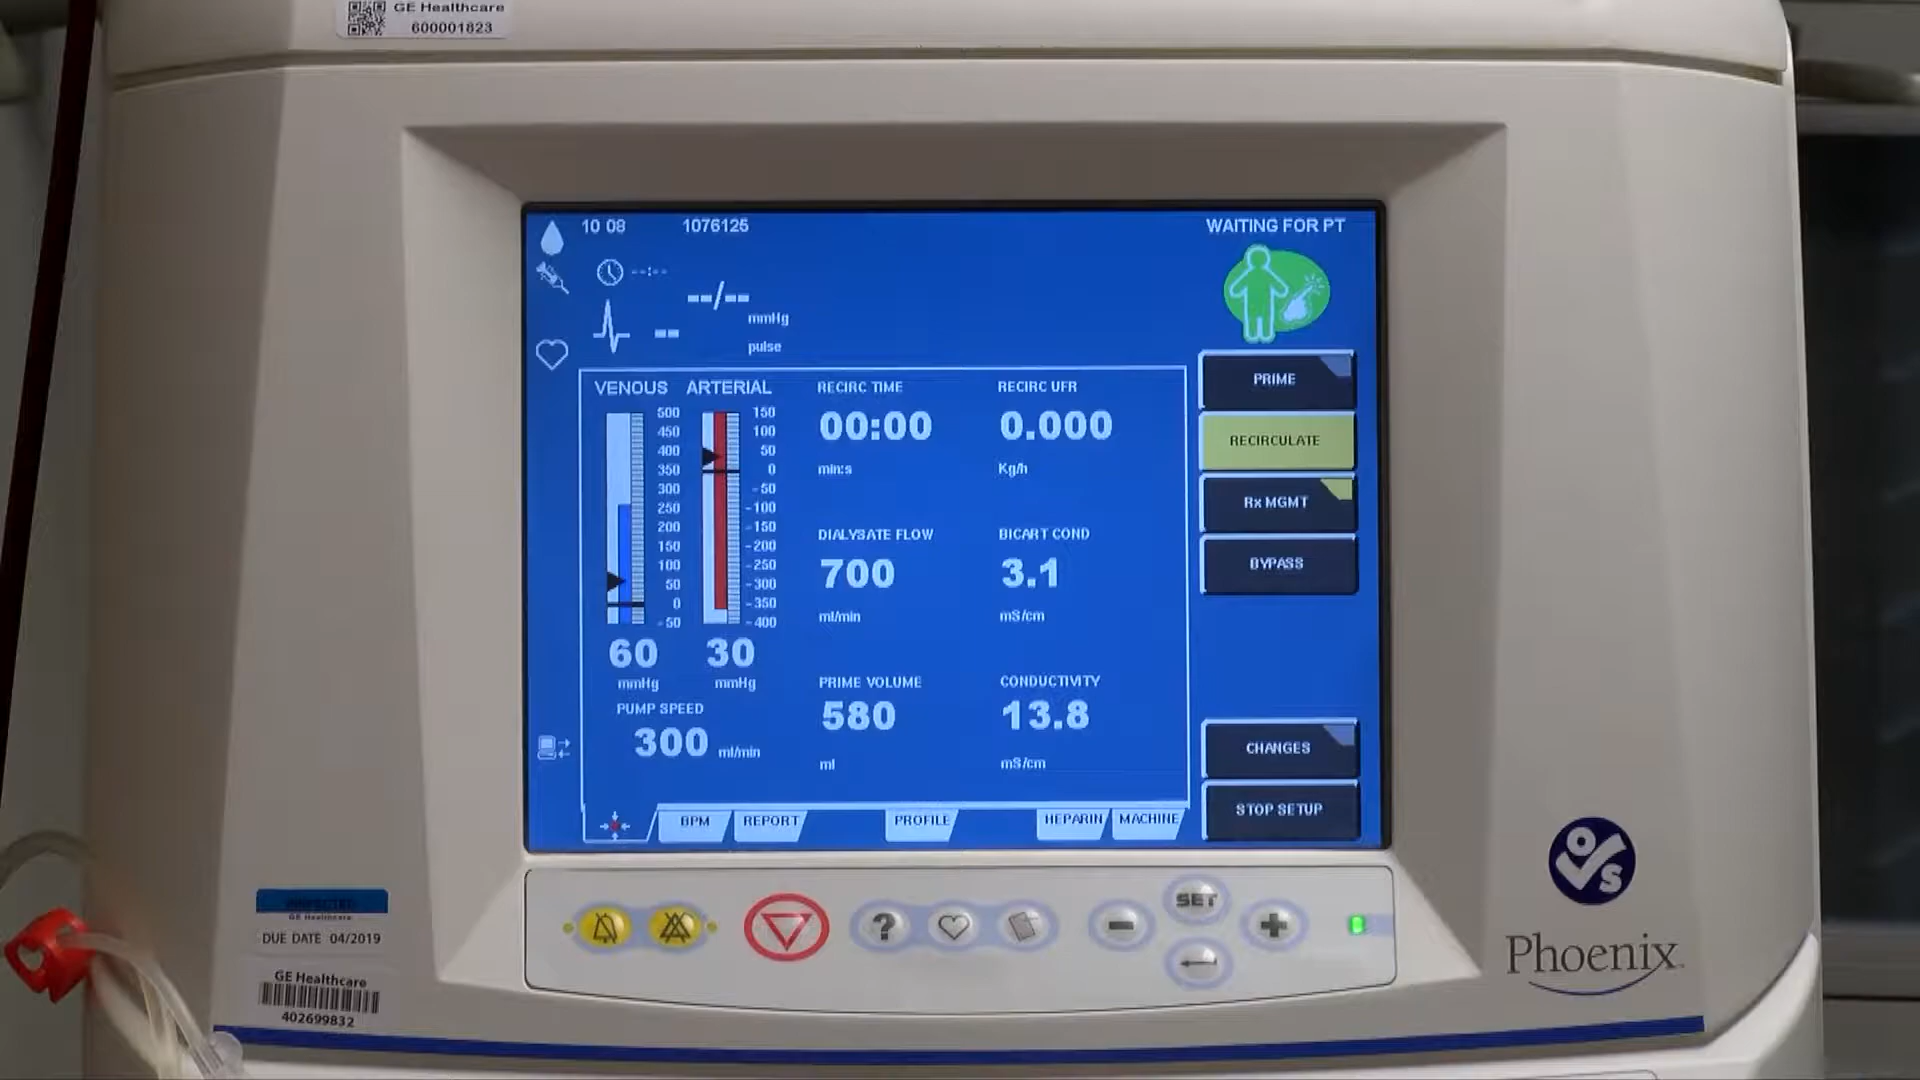 GE Healthcare
600001823
10 08 1076125 WAITING FOR PT
--:--
--/--
mmHg
--
pulse
VENOUS ARTERIAL
500
450
400
350
300
250
200
150
100
50
0
-50
150
100
50
0
-50
-100
-150
-200
-250
-300
-350
-400
60
mmHg
30
mmHg
PUMP SPEED
300 ml/min
RECIRC TIME
00:00
min:s
RECIRC UFR
0.000
Kg/h
DIALYSATE FLOW
700
ml/min
BICART COND
3.1
mS/cm
PRIME VOLUME
580
ml
CONDUCTIVITY
13.8
mS/cm
PRIME
RECIRCULATE
Rx MGMT
BYPASS
CHANGES
STOP SETUP
BPM REPORT PROFILE HEPARIN MACHINE
?
SET
INSPECTED
GE Healthcare
DUE DATE 04/2019
GE Healthcare
402699832
OVS
Phoenix